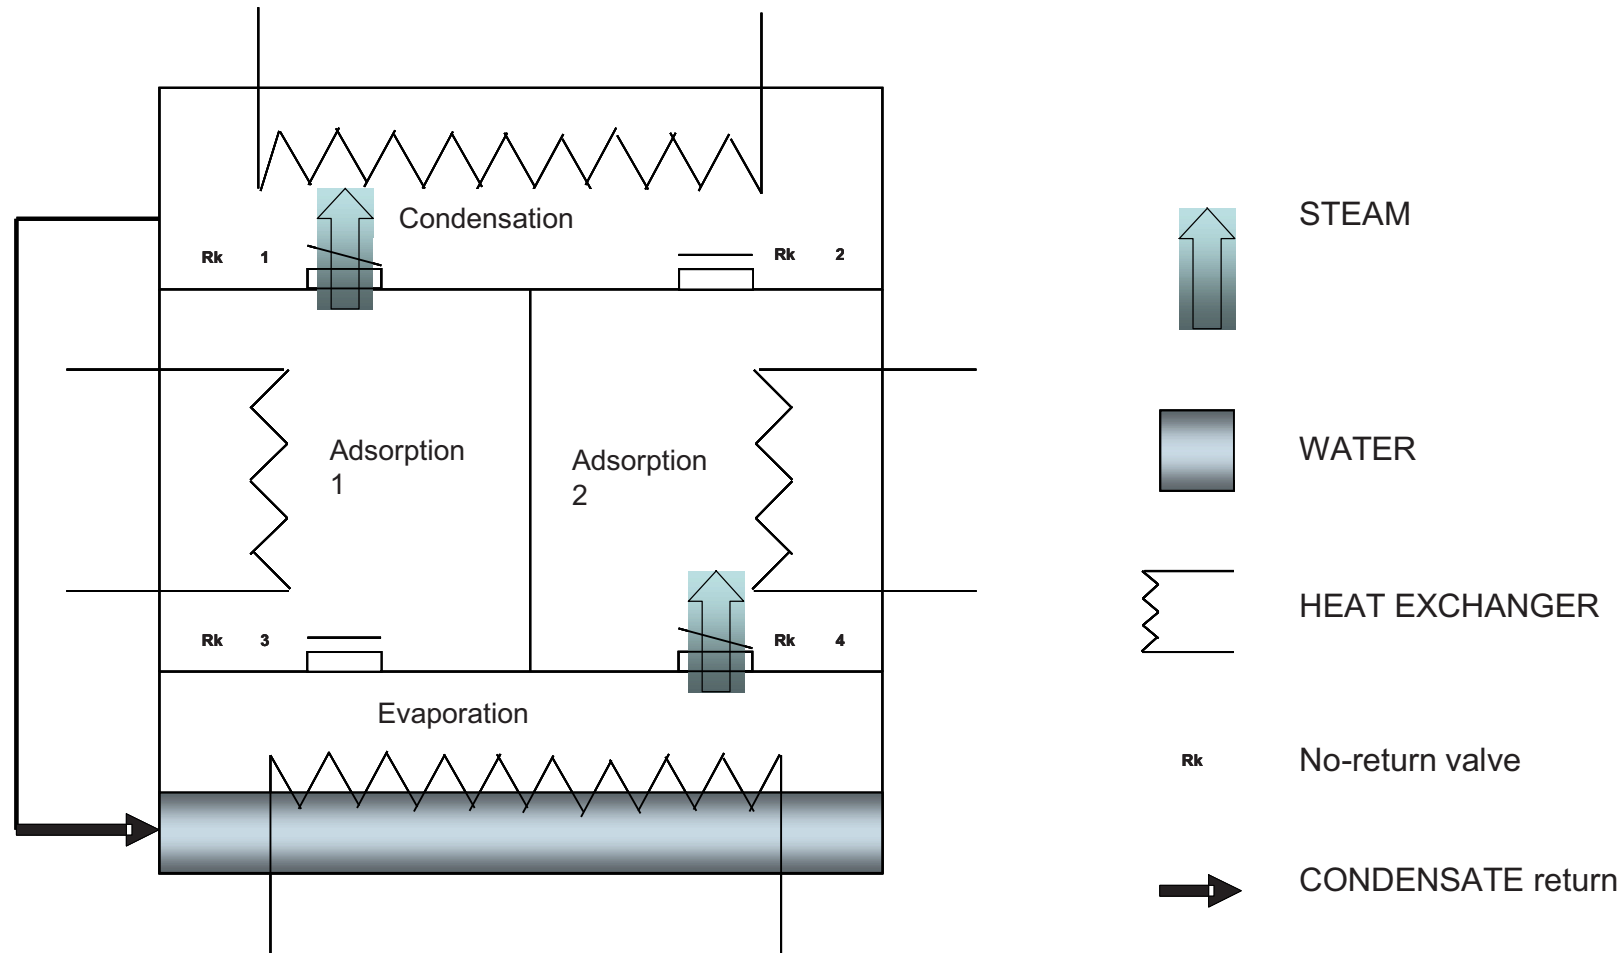 Condensation
Rk 1
Rk 2
Adsorption
1
Adsorption
2
Rk 3
Rk 4
Evaporation
STEAM
WATER
HEAT EXCHANGER
Rk No-return valve
CONDENSATE return